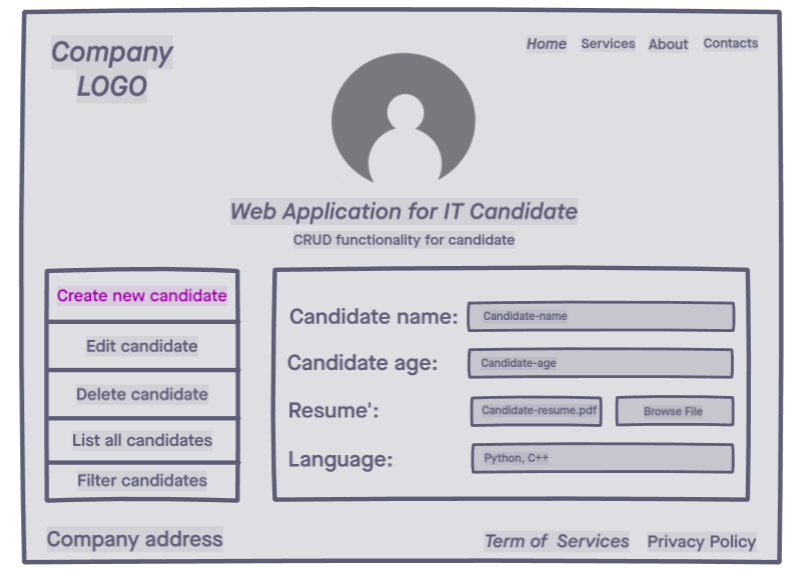 Company
LOGO
Home Services About Contacts
Web Application for IT Candidate
CRUD functionality for candidate
Create new candidate
Edit candidate
Delete candidate
List all candidates
Filter candidates
Candidate name: Candidate-name
Candidate age: Candidate-age
Resume': Candidate-resume.pdf Browse File
Language: Python, C++
Company address
Term of Services Privacy Policy